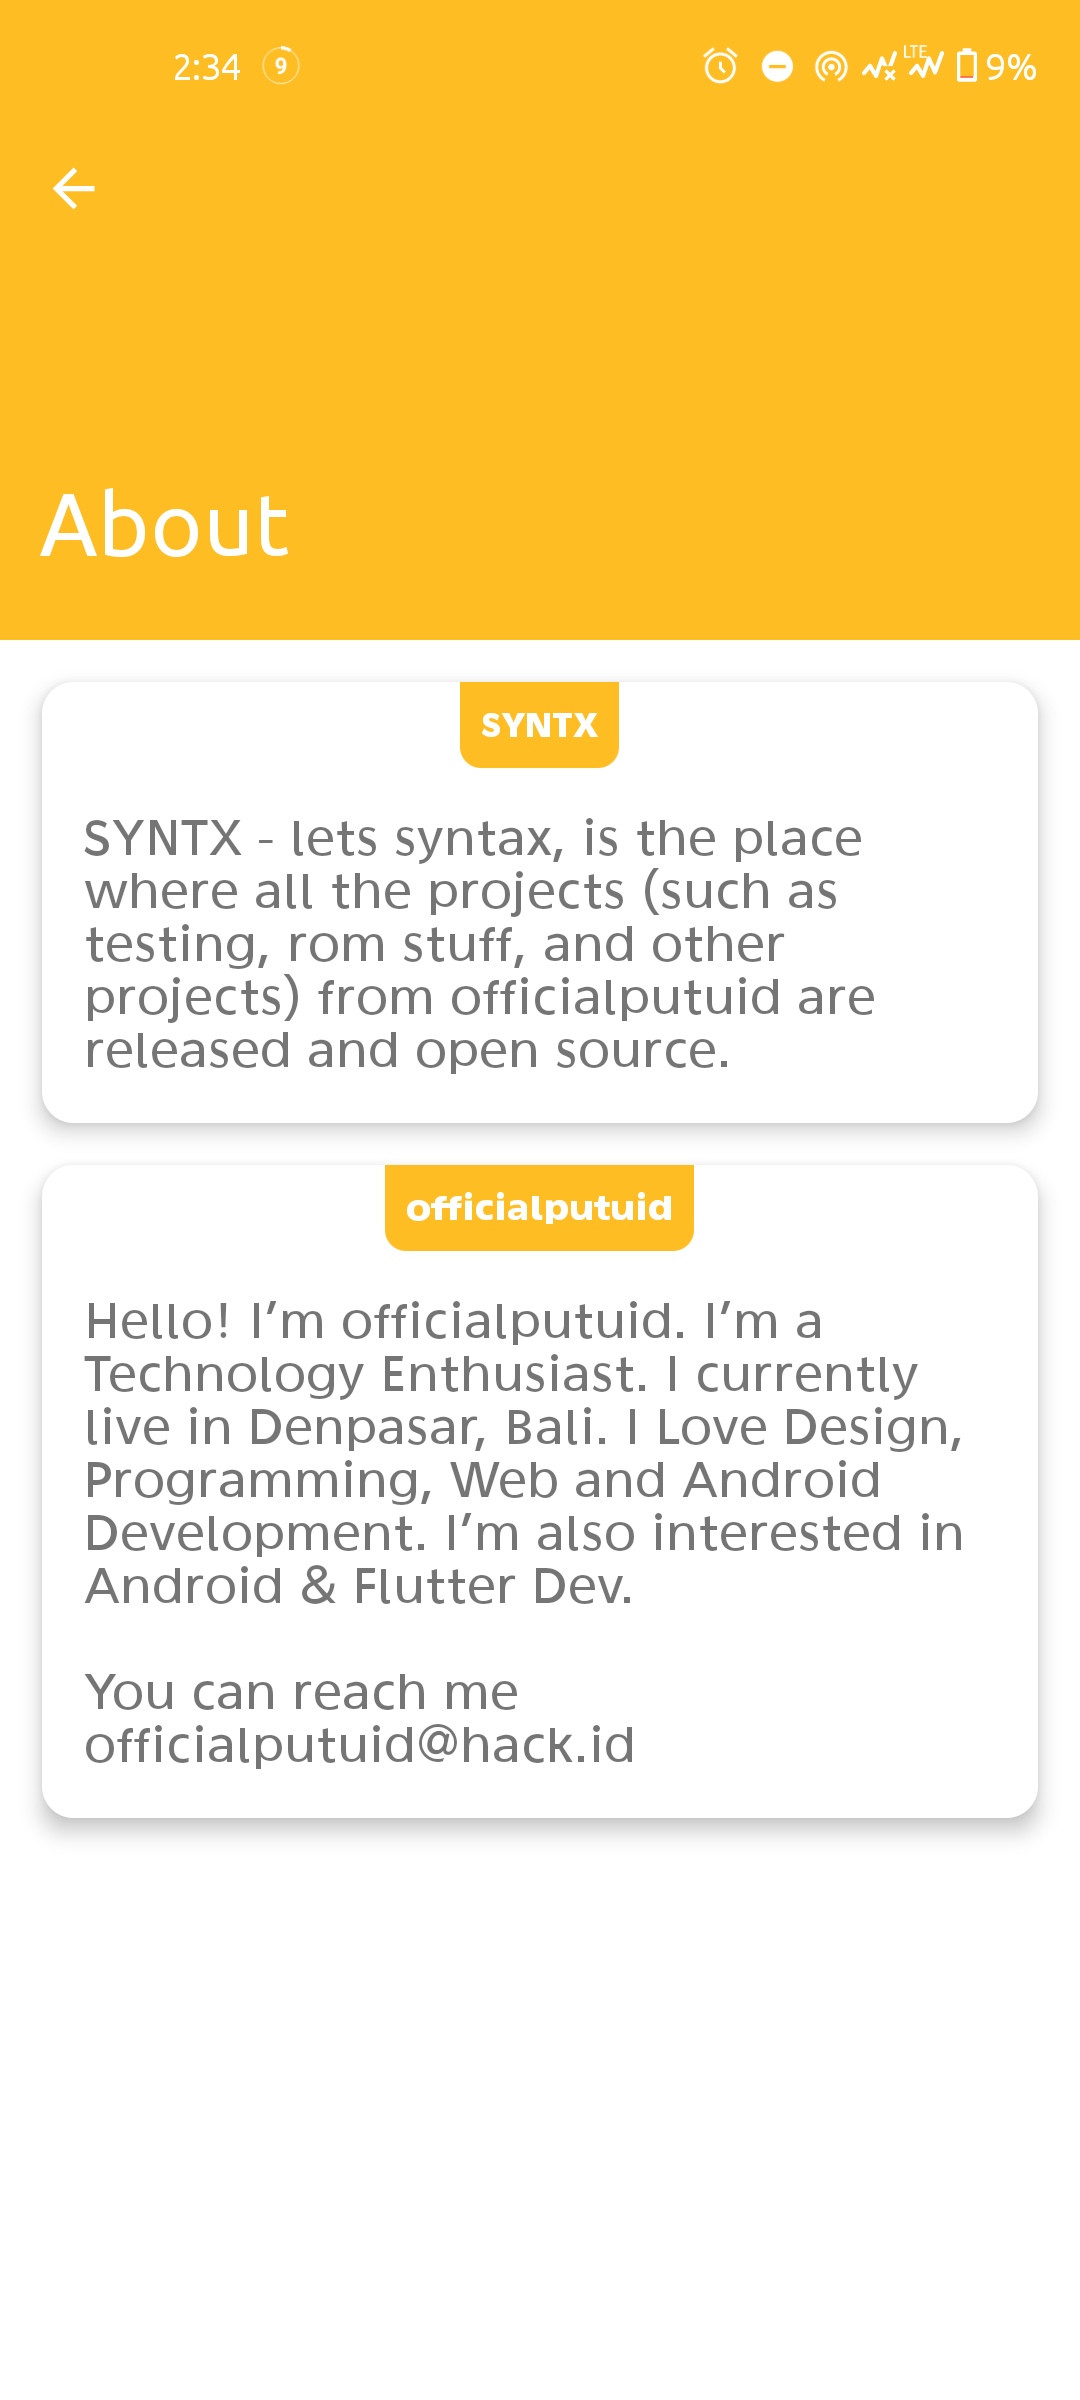 2:34 9 LTE 9%
About
SYNTX
SYNTX - lets syntax, is the place
where all the projects (such as
testing, rom stuff, and other
projects) from officialputuid are
released and open source.
officialputuid
Hello! I’m officialputuid. I’m a
Technology Enthusiast. I currently
live in Denpasar, Bali. I Love Design,
Programming, Web and Android
Development. I’m also interested in
Android & Flutter Dev.
You can reach me
officialputuid@hack.id